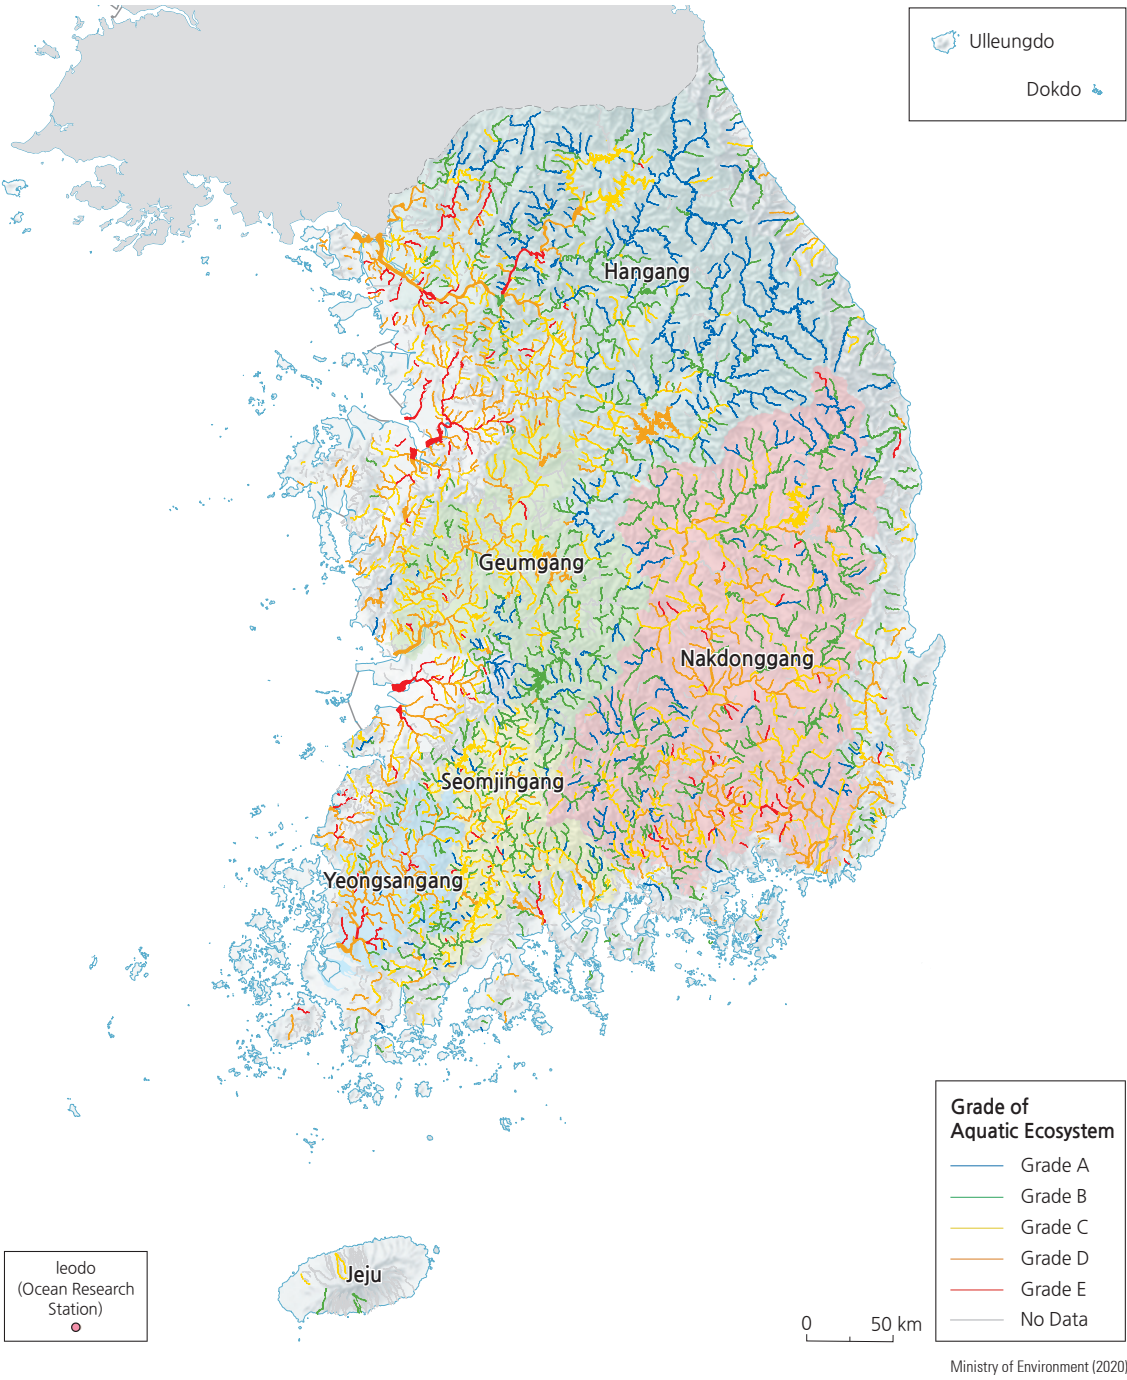 Ulleungdo
Dokdo
Hangang
Geumgang
Nakdonggang
Seomjingang
Yeongsangang
Jeju
Ieodo
(Ocean Research
Station)
0 50 km
Grade of
Aquatic Ecosystem
Grade A
Grade B
Grade C
Grade D
Grade E
No Data
Ministry of Environment (2020)